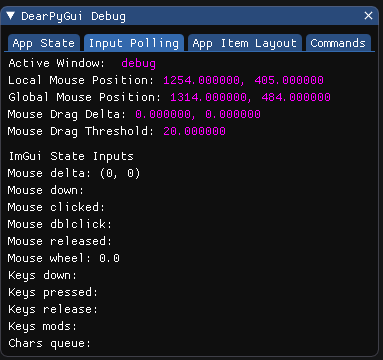 DearPyGui Debug
App State Input Polling App Item Layout Commands
Active Window: debug
Local Mouse Position: 1254.000000, 405.000000
Global Mouse Position: 1314.000000, 484.000000
Mouse Drag Delta: 0.000000, 0.000000
Mouse Drag Threshold: 20.000000
ImGui State Inputs
Mouse delta: (0, 0)
Mouse down:
Mouse clicked:
Mouse dblclick:
Mouse released:
Mouse wheel: 0.0
Keys down:
Keys pressed:
Keys release:
Keys mods:
Chars queue: